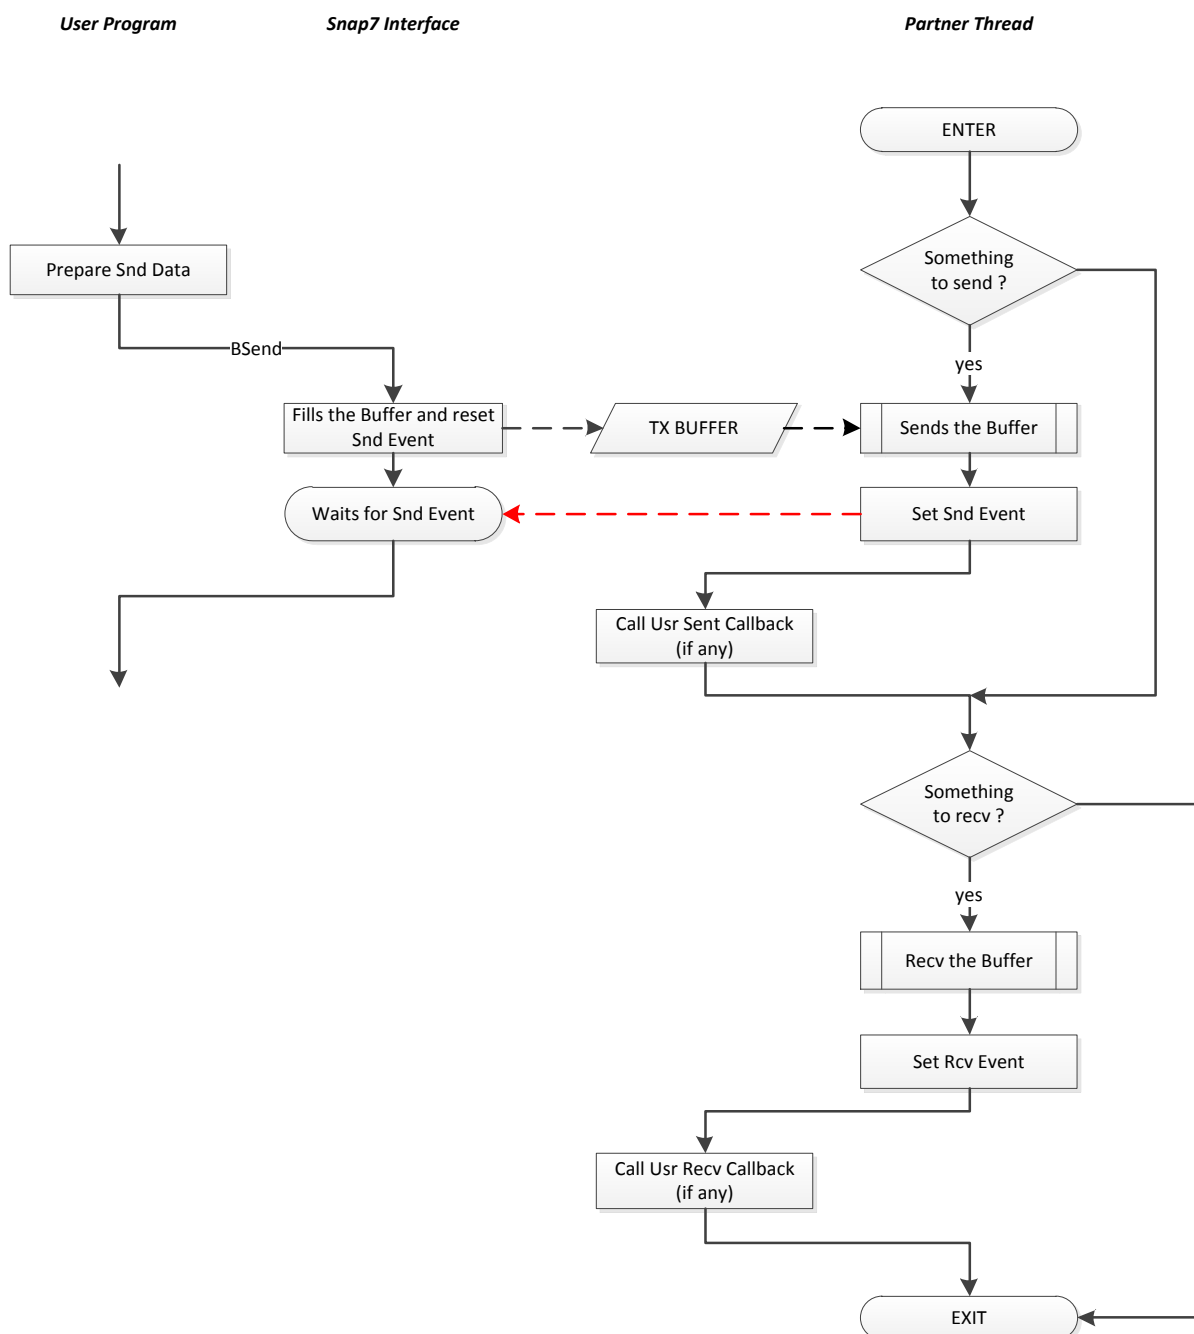 User Program
Snap7 Interface
Partner Thread
ENTER
Something
to send ?
Prepare Snd Data
BSend
yes
Fills the Buffer and reset
Snd Event
TX BUFFER
Sends the Buffer
Waits for Snd Event
Set Snd Event
Call Usr Sent Callback
(if any)
Something
to recv ?
yes
Recv the Buffer
Set Rcv Event
Call Usr Recv Callback
(if any)
EXIT